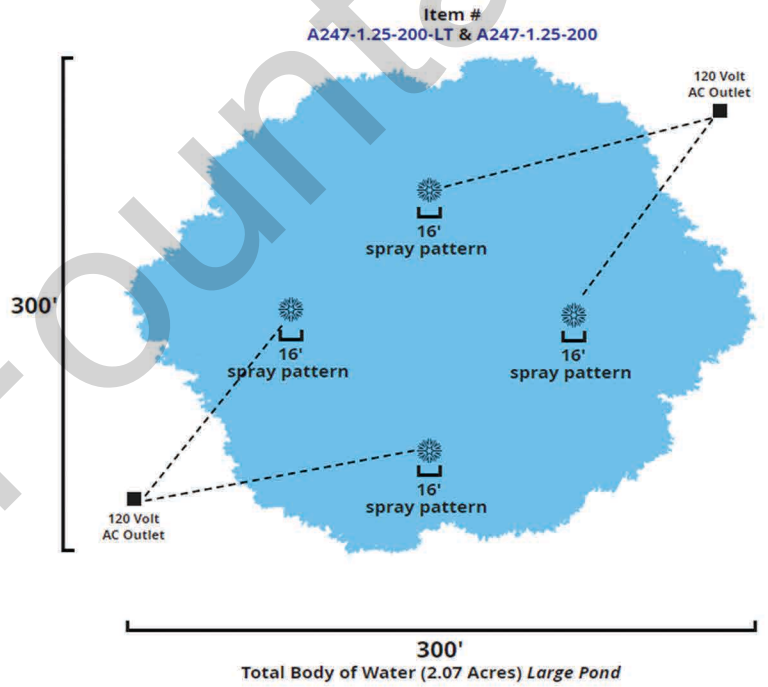 Item #
A247-1.25-200-LT & A247-1.25-200
120 Volt
AC Outlet
16'
spray pattern
300'
16'
spray pattern
16'
spray pattern
16'
spray pattern
120 Volt
AC Outlet
300'
Total Body of Water (2.07 Acres) Large Pond